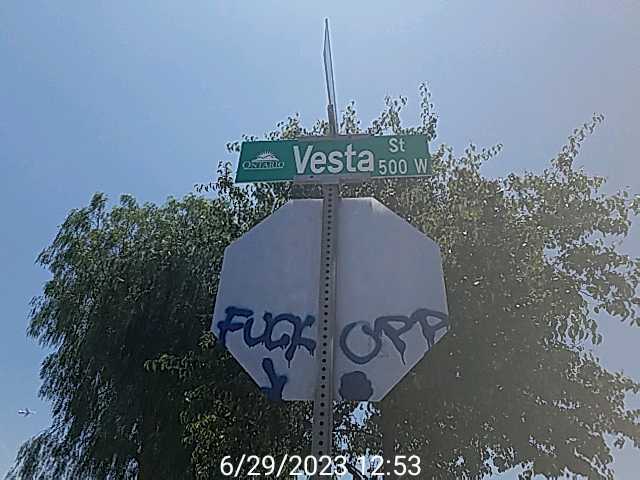 ONTARIO Vesta St
500 W
FUCK OPP
6/29/2023 12:53